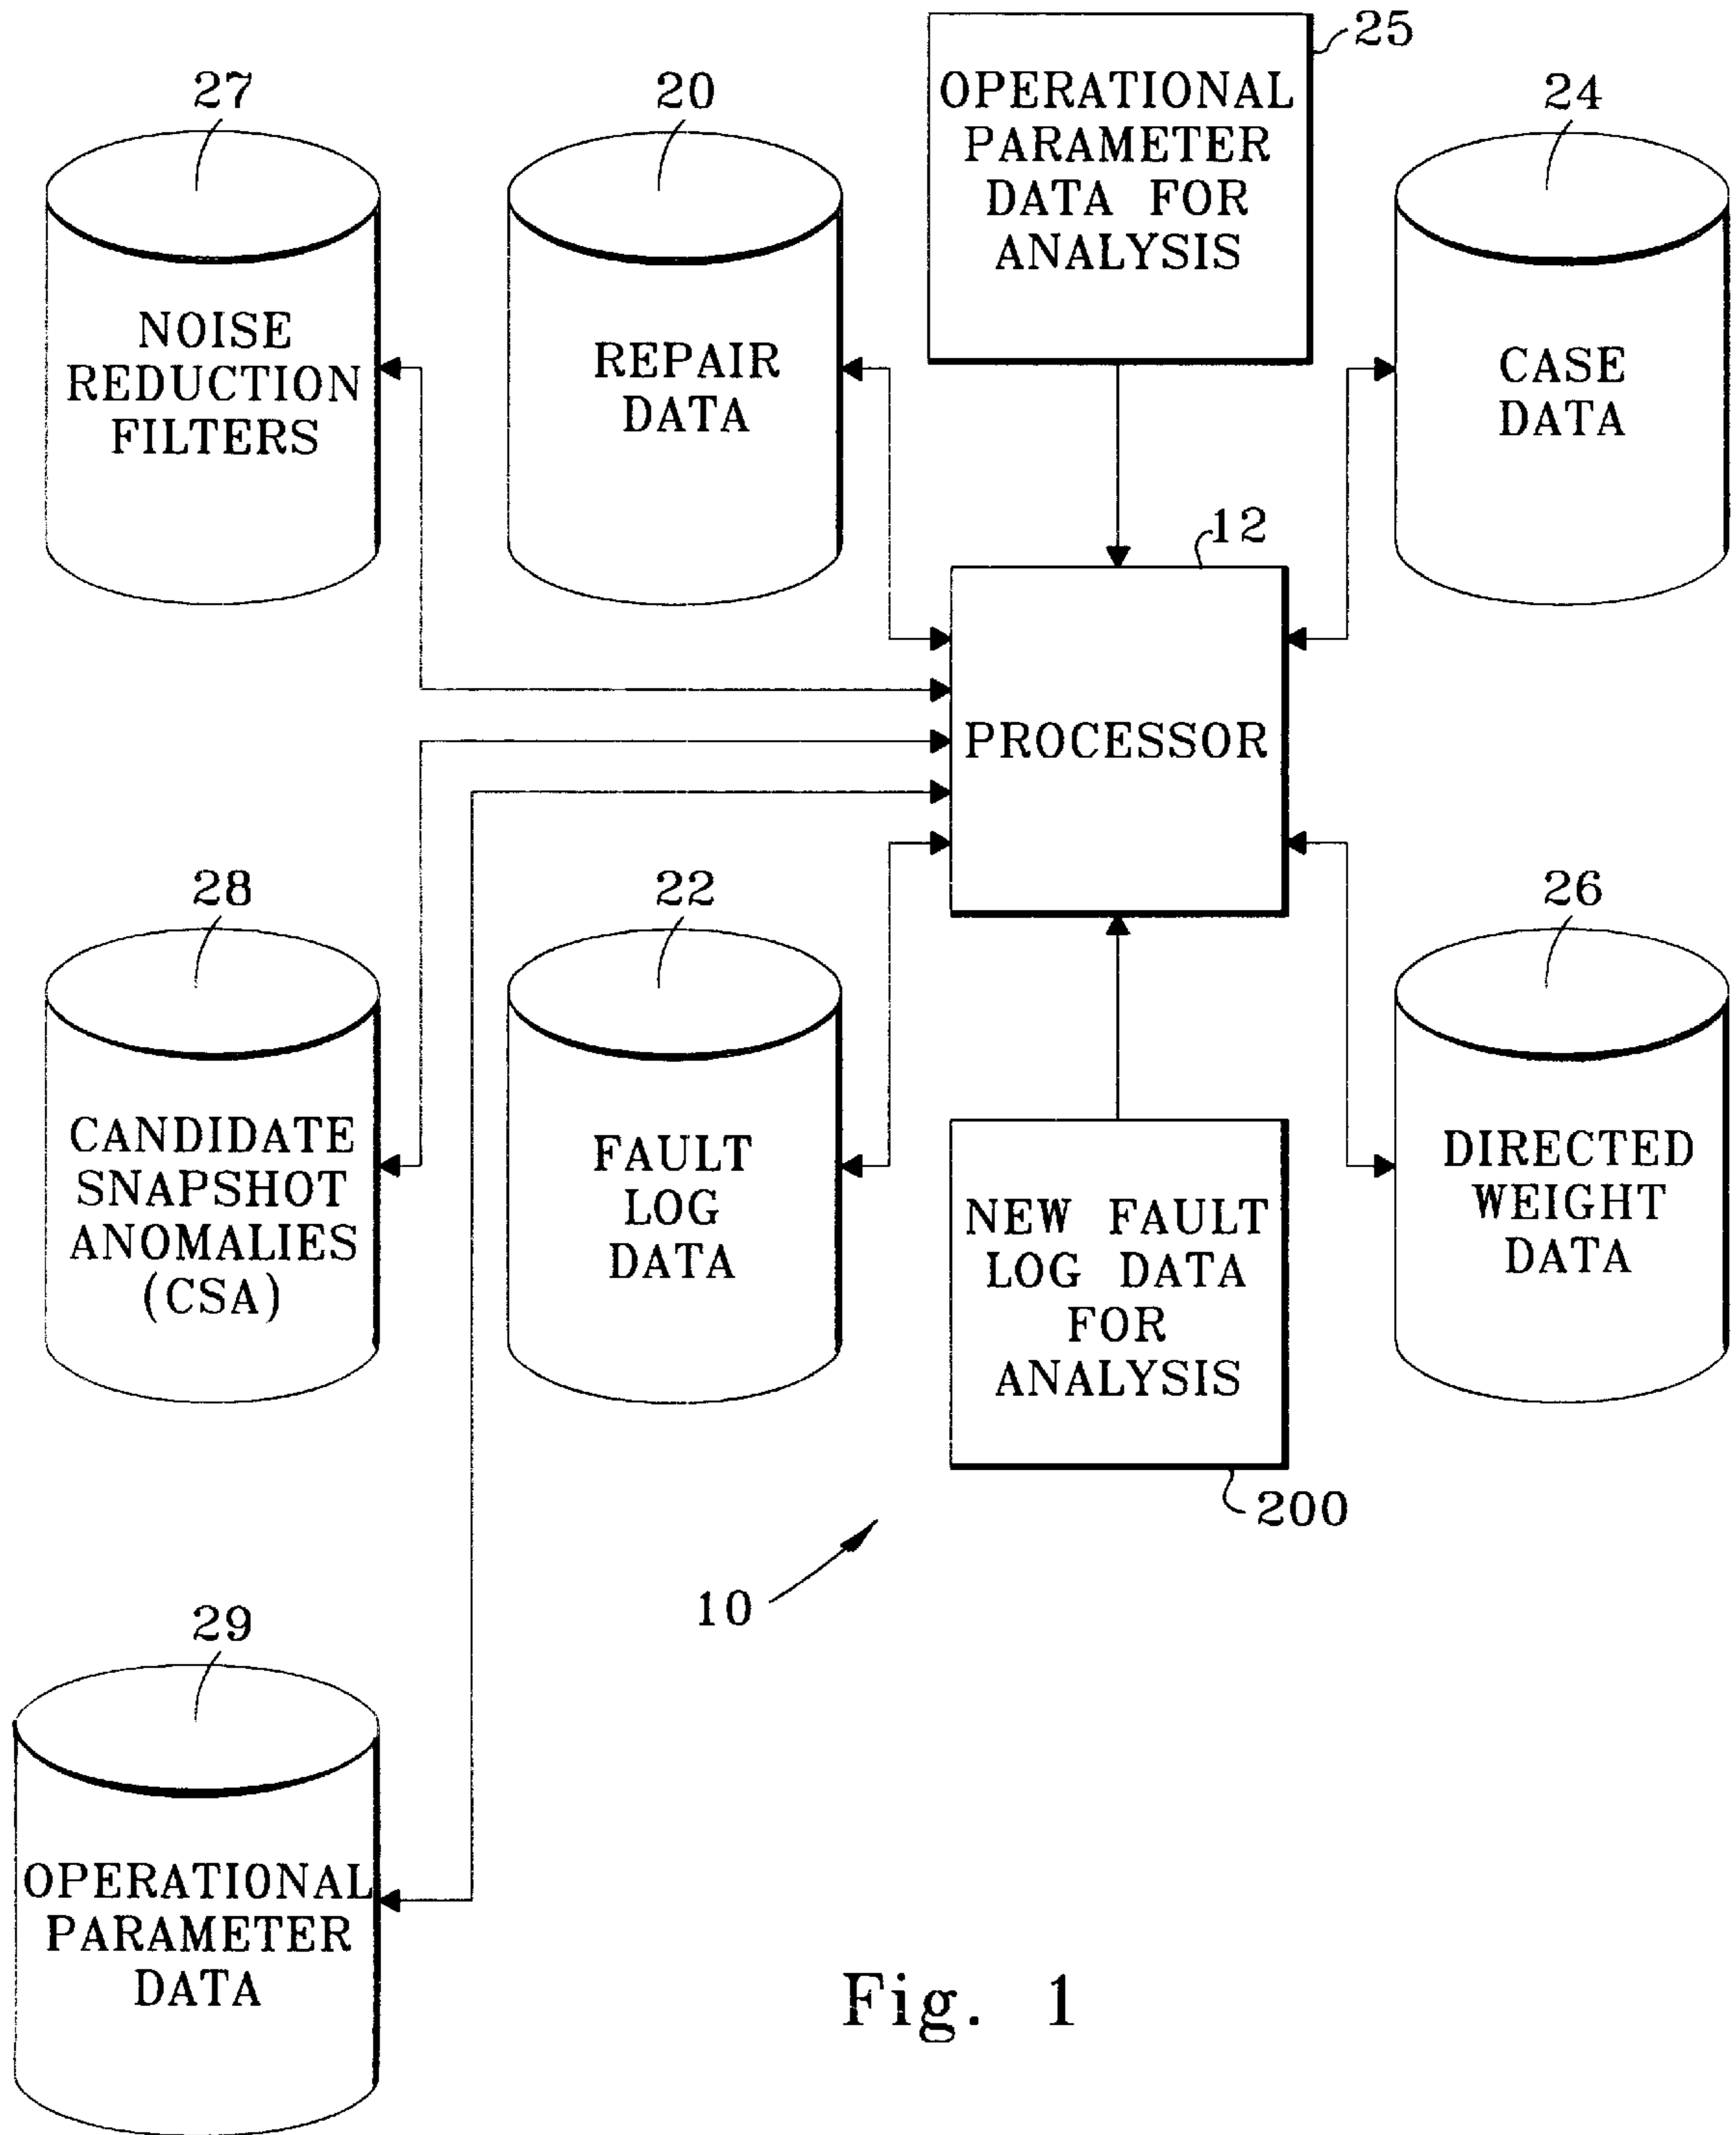 25
27
20
24
OPERATIONAL
PARAMETER
DATA FOR
ANALYSIS
NOISE
REDUCTION
FILTERS
REPAIR
DATA
CASE
DATA
12
PROCESSOR
28
22
26
CANDIDATE
SNAPSHOT
ANOMALIES
(CSA)
FAULT
LOG
DATA
NEW FAULT
LOG DATA
FOR
ANALYSIS
DIRECTED
WEIGHT
DATA
200
10
29
OPERATIONAL
PARAMETER
DATA
Fig. 1